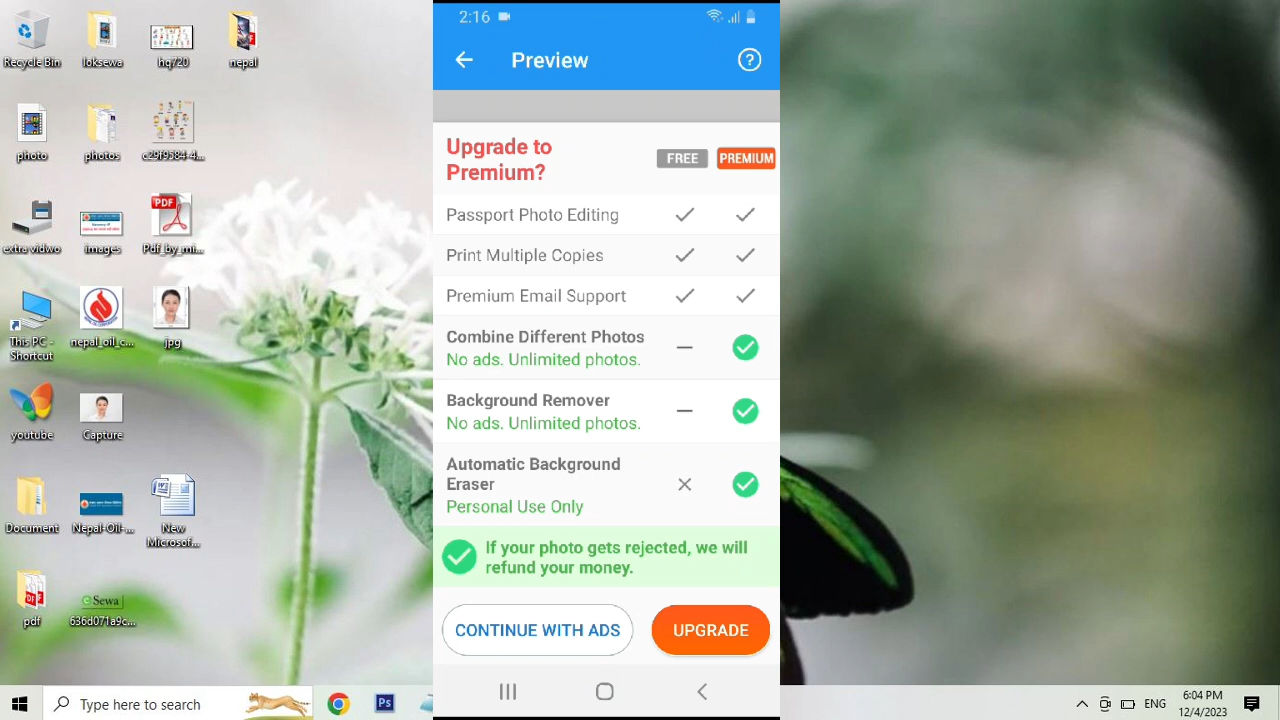 Recycle Bin
loksewa
hq720
nepal
photo
photos
c29f9584-4...
extra vidwo
images
PDF
Pdf_by_mi...
This PC -
Shortcut
nepal_oil_c...
jpg
youtube
Capture
Document
Nepal-Oil-...
New
Microsof...
pdf
eSewa
636d071a9c...
Type here to search
Ps
2:16
Preview
?
Upgrade to
Premium?
FREE
PREMIUM
Passport Photo Editing
Print Multiple Copies
Premium Email Support
Combine Different Photos
No ads. Unlimited photos.
Background Remover
No ads. Unlimited photos.
Automatic Background
Eraser
Personal Use Only
If your photo gets rejected, we will
refund your money.
CONTINUE WITH ADS
UPGRADE
ENG
6:04 PM
12/4/2023